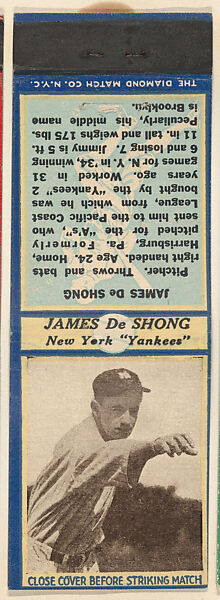 THE DIAMOND MATCH CO. N.Y.C.
JAMES De SHONG
Pitcher. Throws and bats
right handed. Age 24. Home,
Harrisburg, Pa. Formerly
pitched for the "A's," who
sent him to the Pacific Coast
League, from which he was
bought by the "Yankees" 2
years ago. Worked in 31
games for N. Y. in '34, winning
6 and losing 7. Jimmy is 5 ft.
11 in. tall and weighs 175 lbs.
Peculiarly, his middle name
is Brooklyn.
JAMES De SHONG
New York "Yankees"
CLOSE COVER BEFORE STRIKING MATCH